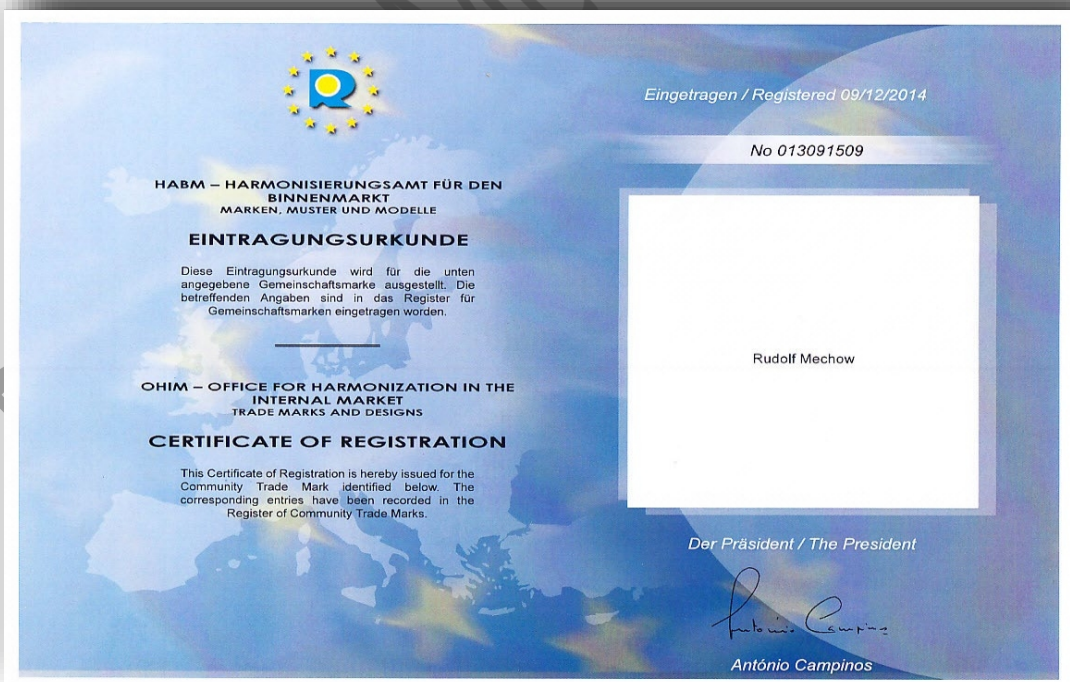 HABM – HARMONISIERUNGSAMT FÜR DEN
BINNENMARKT
MARKEN, MUSTER UND MODELLE
EINTRAGUNGSURKUNDE
Diese Eintragungsurkunde wird für die unten
angegebene Gemeinschaftsmarke ausgestellt. Die
betreffenden Angaben sind in das Register für
Gemeinschaftsmarken eingetragen worden.
OHIM – OFFICE FOR HARMONIZATION IN THE
INTERNAL MARKET
TRADE MARKS AND DESIGNS
CERTIFICATE OF REGISTRATION
This Certificate of Registration is hereby issued for the
Community Trade Mark identified below. The
corresponding entries have been recorded in the
Register of Community Trade Marks.
Eingetragen / Registered 09/12/2014
No 013091509
Rudolf Mechow
Der Präsident / The President
António Campinos
António Campinos